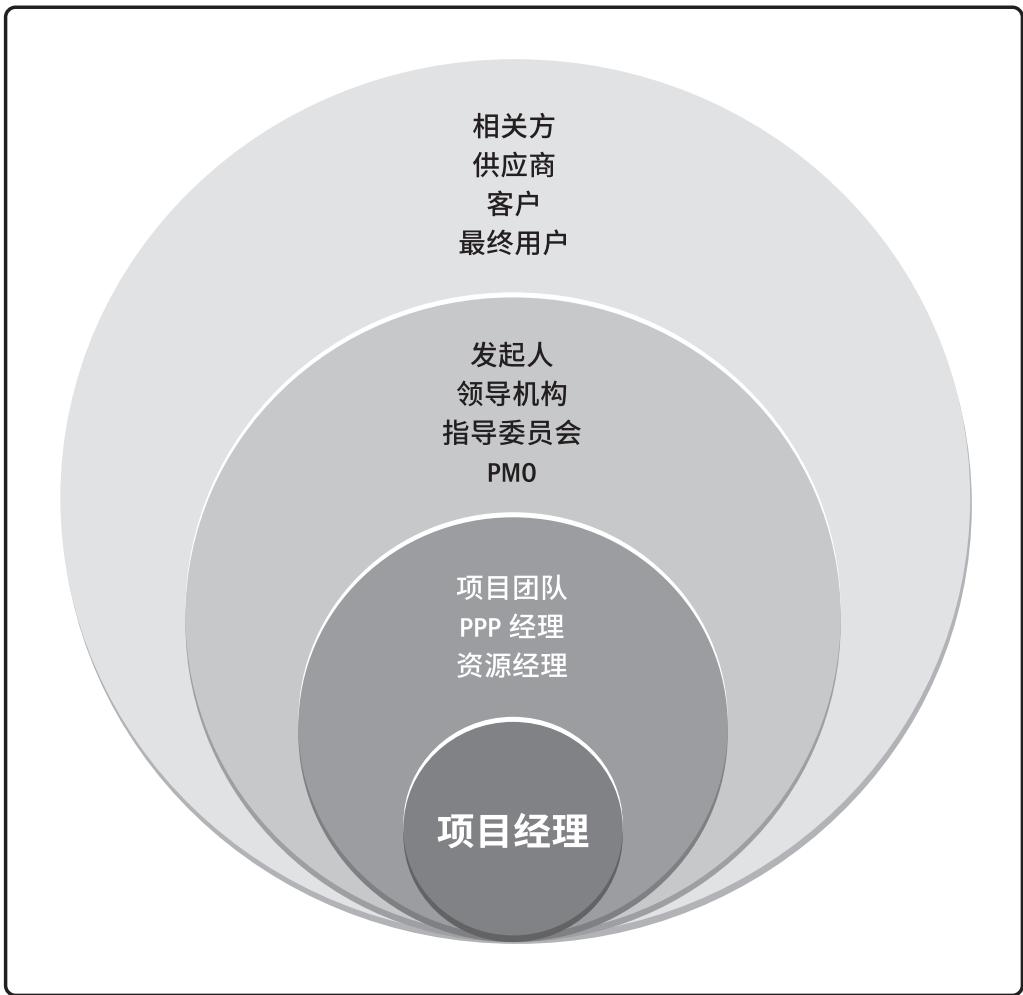 相关方
供应商
客户
最终用户
发起人
领导机构
指导委员会
PMO
项目团队
PPP 经理
资源经理
项目经理